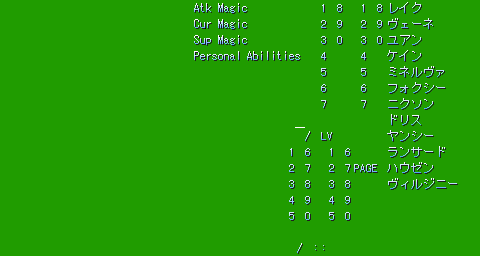 Atk Magic 1 8 1 8 レイク
Cur Magic 2 9 2 9 ヴェーネ
Sup Magic 3 0 3 0 ユアン
Personal Abilities 4 4 ケイン
5 5 ミネルヴァ
6 6 フォクシー
7 7 ニクソン
ドリス
/ LV ヤンシー
1 6 1 6 ランサード
2 7 2 7 PAGE ハウゼン
3 8 3 8 ヴィルジニー
4 9 4 9
5 0 5 0
/ ::